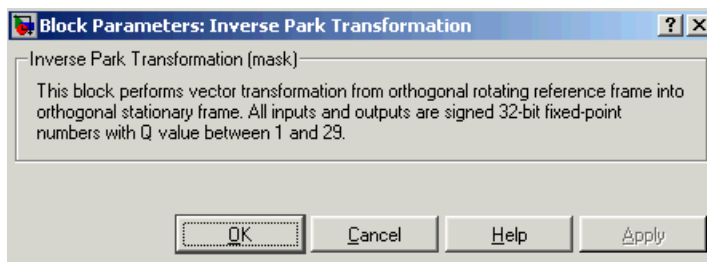 Block Parameters: Inverse Park Transformation
Inverse Park Transformation (mask)
This block performs vector transformation from orthogonal rotating reference frame into
orthogonal stationary frame. All inputs and outputs are signed 32-bit fixed-point
numbers with Q value between 1 and 29.
OK Cancel Help Apply